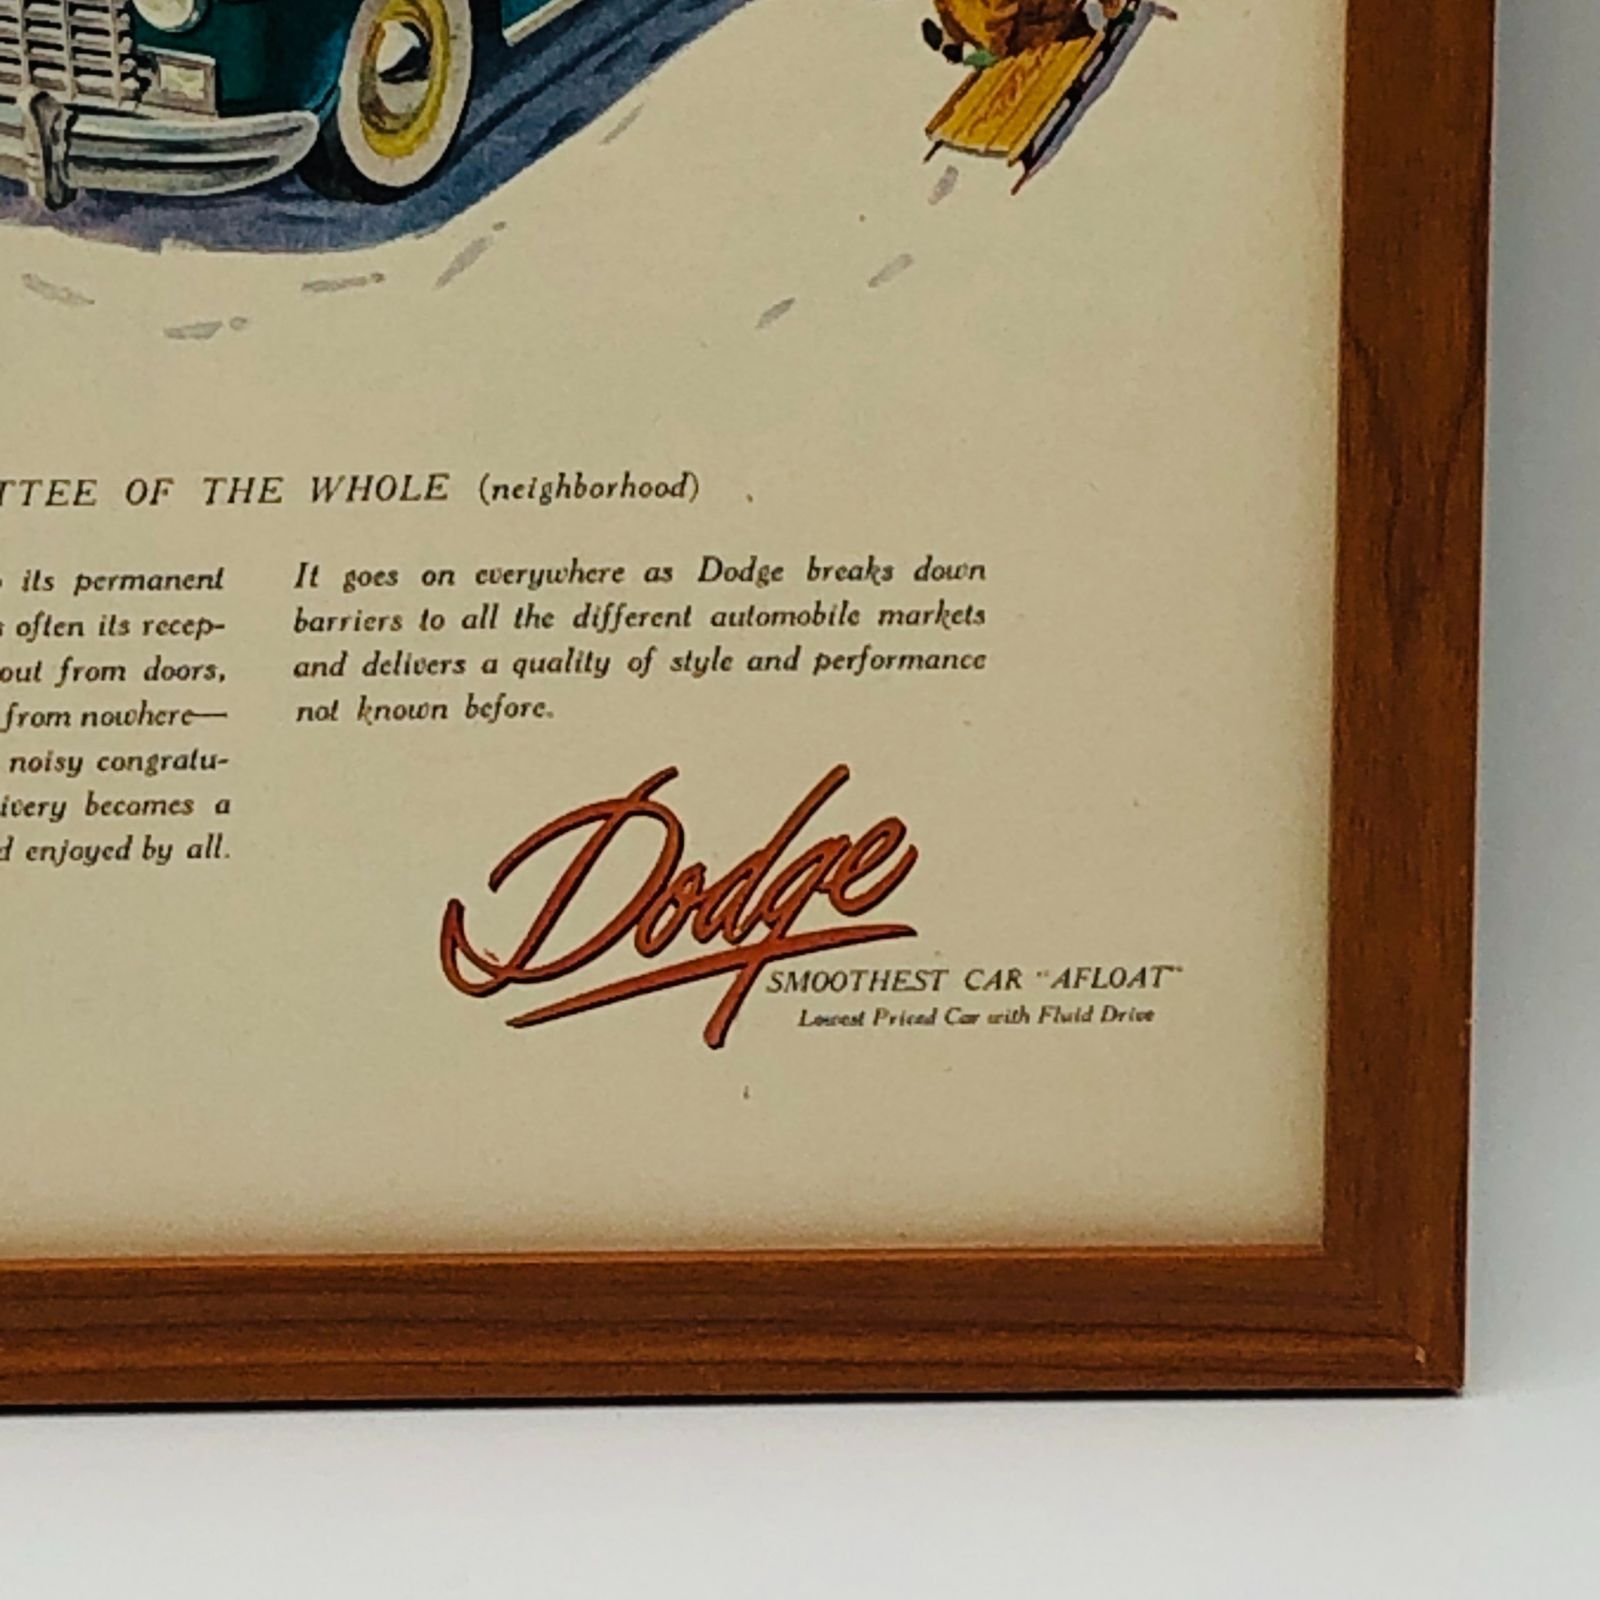 TTEE OF THE WHOLE (neighborhood)
its permanent
often its recep-
out from doors,
from nowhere—
noisy congratu-
ivery becomes a
d enjoyed by all.
It goes on everywhere as Dodge breaks down
barriers to all the different automobile markets
and delivers a quality of style and performance
not known before.
Dodge
SMOOTHEST CAR "AFLOAT"
Lowest Priced Car with Fluid Drive